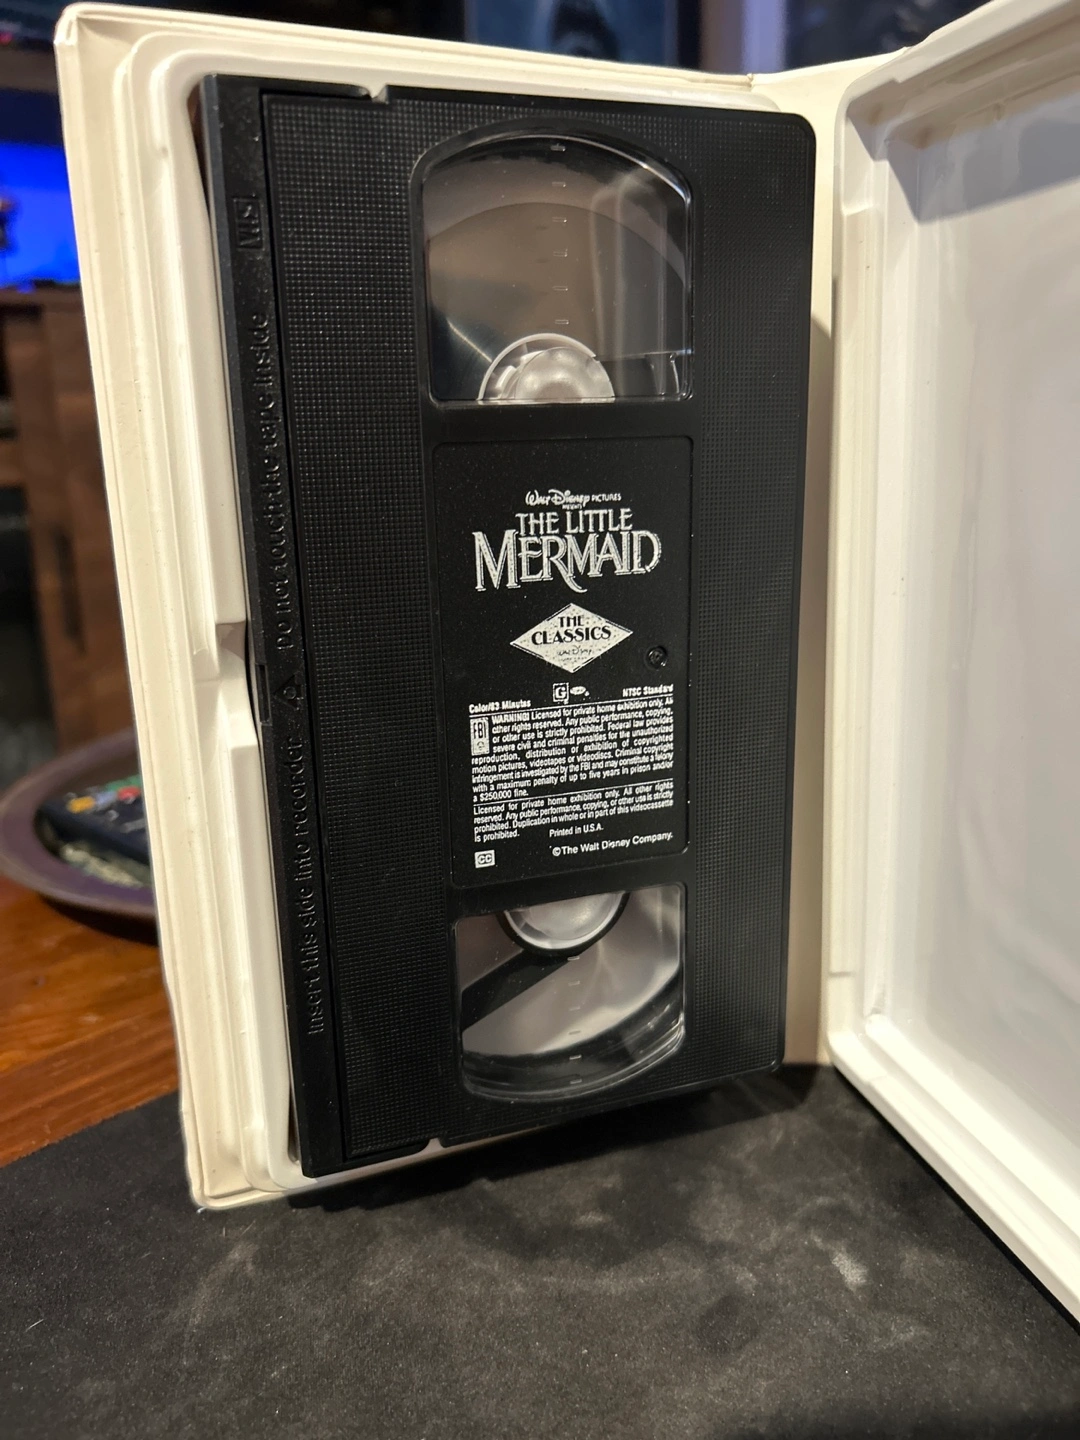 VHS
Do not touch the tape inside
Insert this side into recorder
WALT DISNEY PICTURES
PRESENTS
THE LITTLE
MERMAID
THE
CLASSICS
Walt Disney
G
NTSC Standard
Color/83 Minutes
FBI
WARNING! Licensed for private home exhibition only. All
other rights reserved. Any public performance, copying,
or other use is strictly prohibited. Federal law provides
severe civil and criminal penalties for the unauthorized
reproduction, distribution or exhibition of copyrighted
motion pictures, videotapes or videodiscs. Criminal copyright
infringement is investigated by the FBI and may constitute a felony
with a maximum penalty of up to five years in prison and/or
a $250,000 fine.
Licensed for private home exhibition only. All other rights
reserved. Any public performance, copying, or other use is strictly
prohibited. Duplication in whole or in part of this videocassette
is prohibited. Printed in U.S.A.
CC
©The Walt Disney Company.